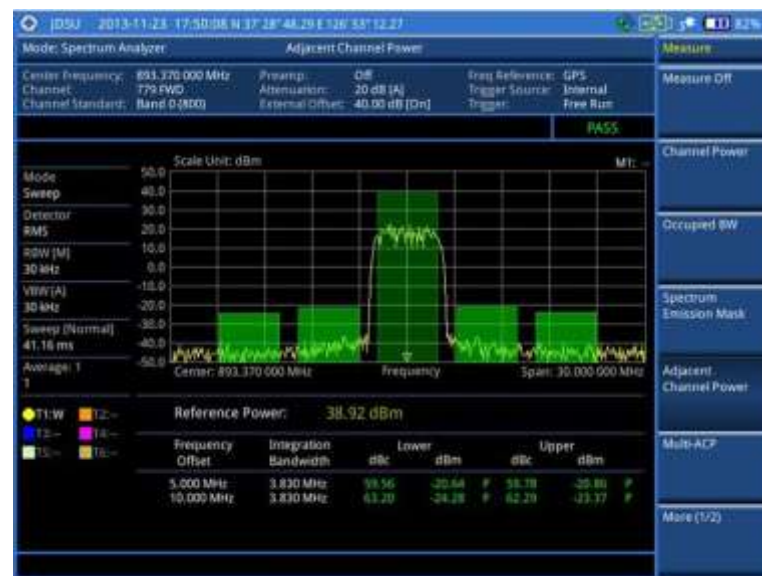 JDSU 2013-11-23 17:50:08 N 37° 28' 48.29 E 126° 53' 12.27
82%
Mode: Spectrum Analyzer Adjacent Channel Power
Measure
Center Frequency: 893.370 000 MHz Preamp: Off Freq Reference: GPS
Channel: 779 FWD Attenuation: 20 dB [A] Trigger Source: Internal
Channel Standard: Band 0 (800) External Offset: 40.00 dB [On] Trigger: Free Run
PASS
Measure Off
Channel Power
Occupied BW
Spectrum
Emission Mask
Adjacent
Channel Power
Multi-ACP
More (1/2)
Mode
Sweep
Detector
RMS
RBW [M]
30 kHz
VBW [A]
30 kHz
Sweep [Normal]
41.16 ms
Average: 1
1
T1:W T2:--
T3:-- T4:--
T5:-- T6:--
Scale Unit: dBm M1: --
50.0
40.0
30.0
20.0
10.0
0.0
-10.0
-20.0
-30.0
-40.0
-50.0
Center: 893.370 000 MHz Frequency Span: 30.000 000 MHz
Reference Power: 38.92 dBm
Frequency Integration Lower Upper
Offset Bandwidth dBc dBm dBc dBm
5.000 MHz 3.830 MHz 59.56 -20.64 P 58.78 -20.86 P
10.000 MHz 3.830 MHz 63.20 -24.28 P 62.29 -23.37 P